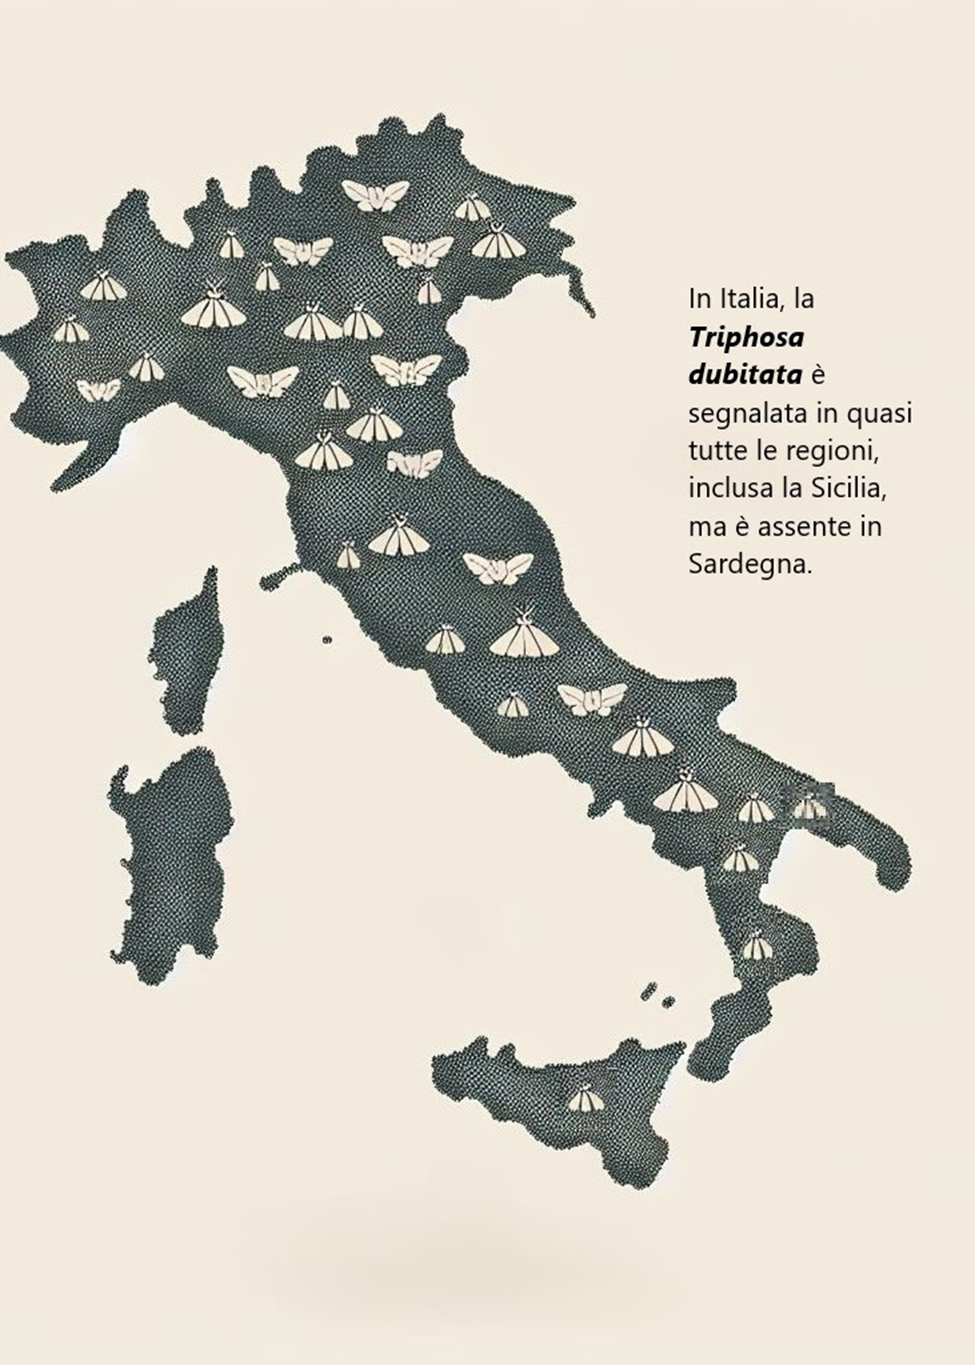 In Italia, la
Triphosa
dubitata è
segnalata in quasi
tutte le regioni,
inclusa la Sicilia,
ma è assente in
Sardegna.